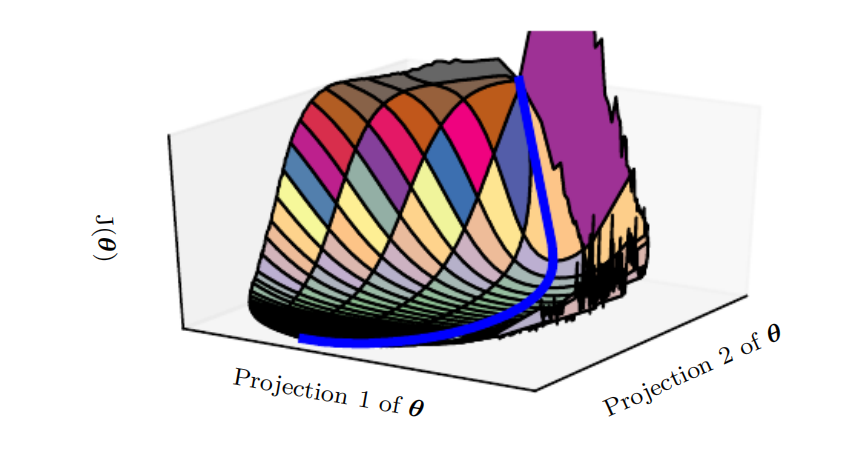 J(θ)
Projection 1 of θ
Projection 2 of θ